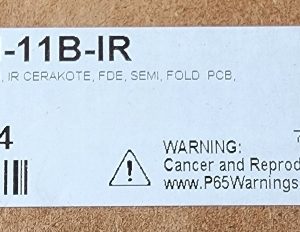 -11B-IR
, IR CERAKOTE, FDE, SEMI, FOLD PCB,
4
WARNING:
Cancer and Reprod
www.P65Warnings